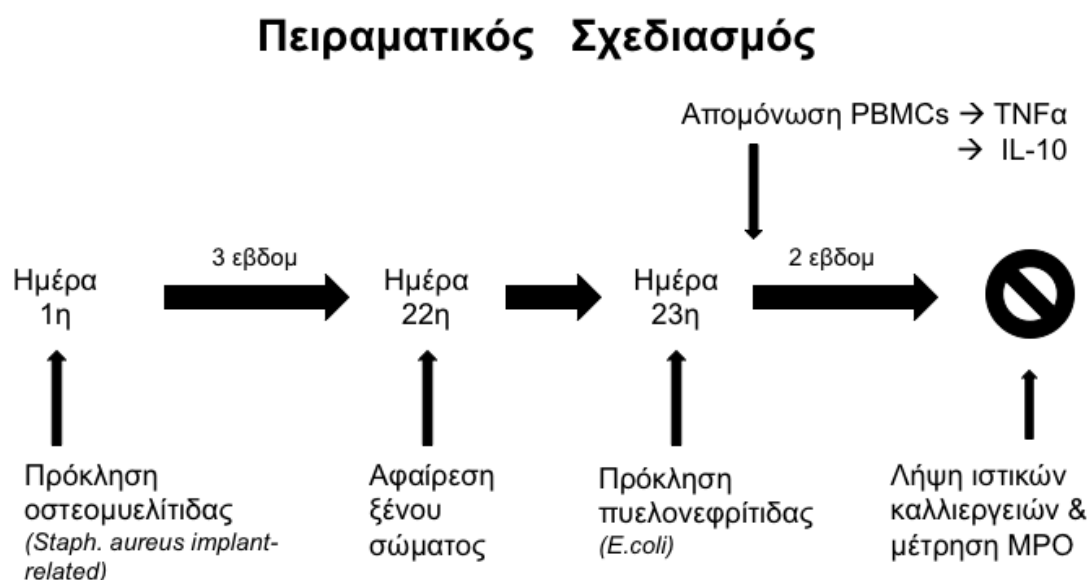 Πειραματικός Σχεδιασμός
Απομόνωση PBMCs → TNFα
→ IL-10
3 εβδομ
2 εβδομ
Ημέρα
1η
Ημέρα
22η
Ημέρα
23η
Πρόκληση
οστεομυελίτιδας
(Staph. aureus implant-
related)
Αφαίρεση
ξένου
σώματος
Πρόκληση
πυελονεφρίτιδας
(E.coli)
Λήψη ιστικών
καλλιεργειών &
μέτρηση MPO